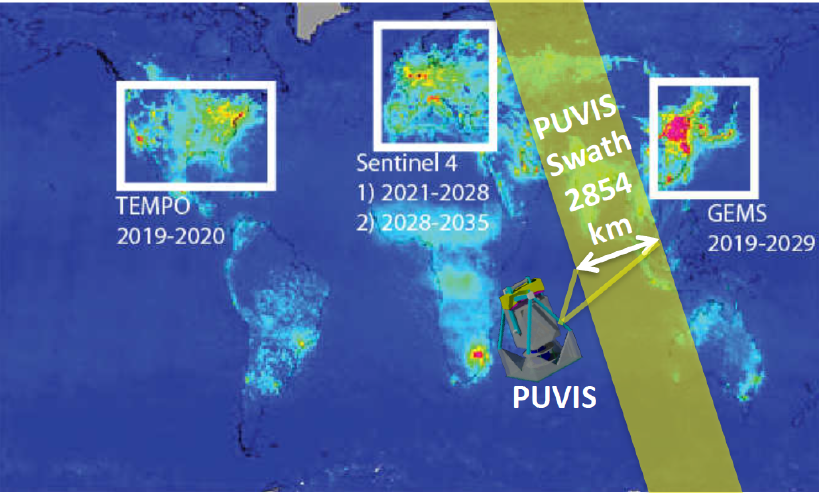 TEMPO
2019-2020
Sentinel 4
1) 2021-2028
2) 2028-2035
PUVIS
Swath
2854
km
GEMS
2019-2029
PUVIS